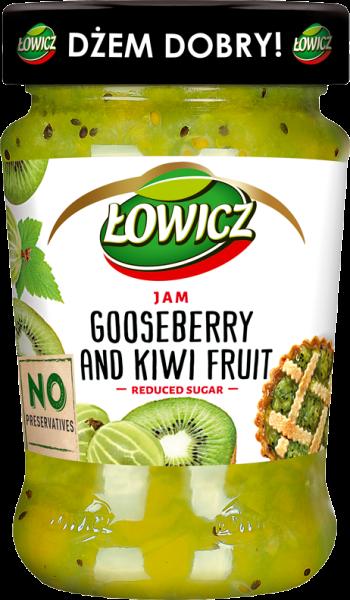 ŁOWICZ DŻEM DOBRY! ŁOWICZ
ŁOWICZ
JAM
GOOSEBERRY
AND KIWI FRUIT
REDUCED SUGAR
NO
PRESERVATIVES